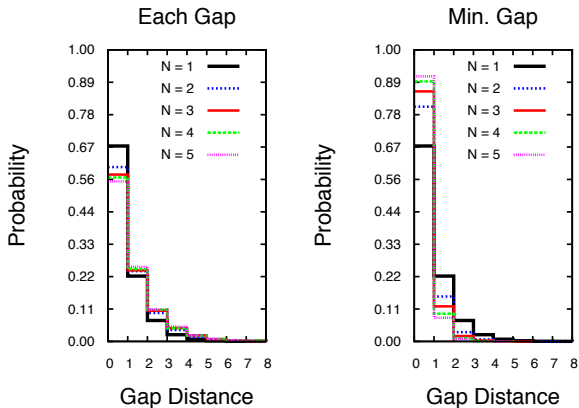 Each Gap
Probability
1.00
0.89
0.78
0.67
0.56
0.44
0.33
0.22
0.11
0.00
N = 1
N = 2
N = 3
N = 4
N = 5
0 1 2 3 4 5 6 7 8
Gap Distance
Min. Gap
Probability
1.00
0.89
0.78
0.67
0.56
0.44
0.33
0.22
0.11
0.00
N = 1
N = 2
N = 3
N = 4
N = 5
0 1 2 3 4 5 6 7 8
Gap Distance